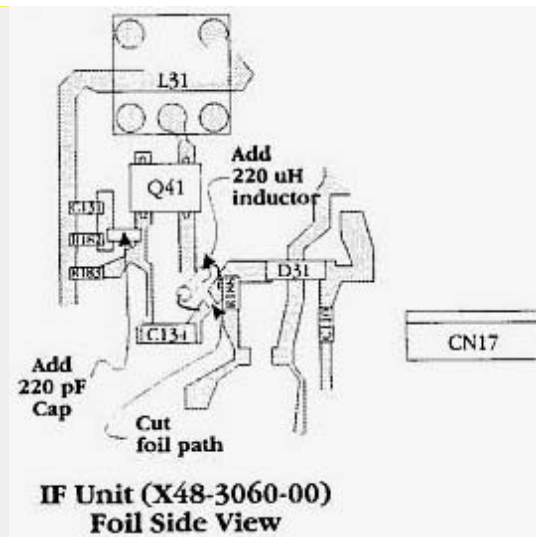 L31
Add
220 uH
inductor
Q41
C131
R182
R183
D31
R186
C134
CN17
Add
220 pF
Cap
Cut
foil path
IF Unit (X48-3060-00)
Foil Side View